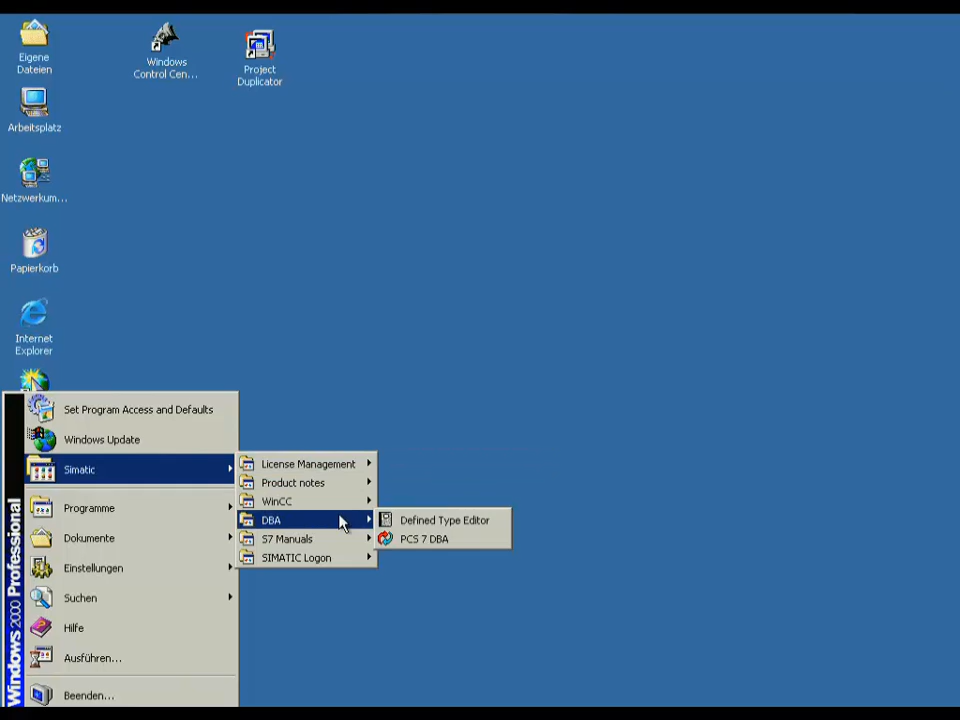 Eigene
Dateien
Windows
Control Cen...
Project
Duplicator
Arbeitsplatz
Netzwerkum...
Papierkorb
Internet
Explorer
Set Program Access and Defaults
Windows Update
Simatic
Programme
Dokumente
Einstellungen
Suchen
Hilfe
Ausführen...
Beenden...
Windows 2000 Professional
License Management
Product notes
WinCC
DBA
S7 Manuals
SIMATIC Logon
Defined Type Editor
PCS 7 DBA